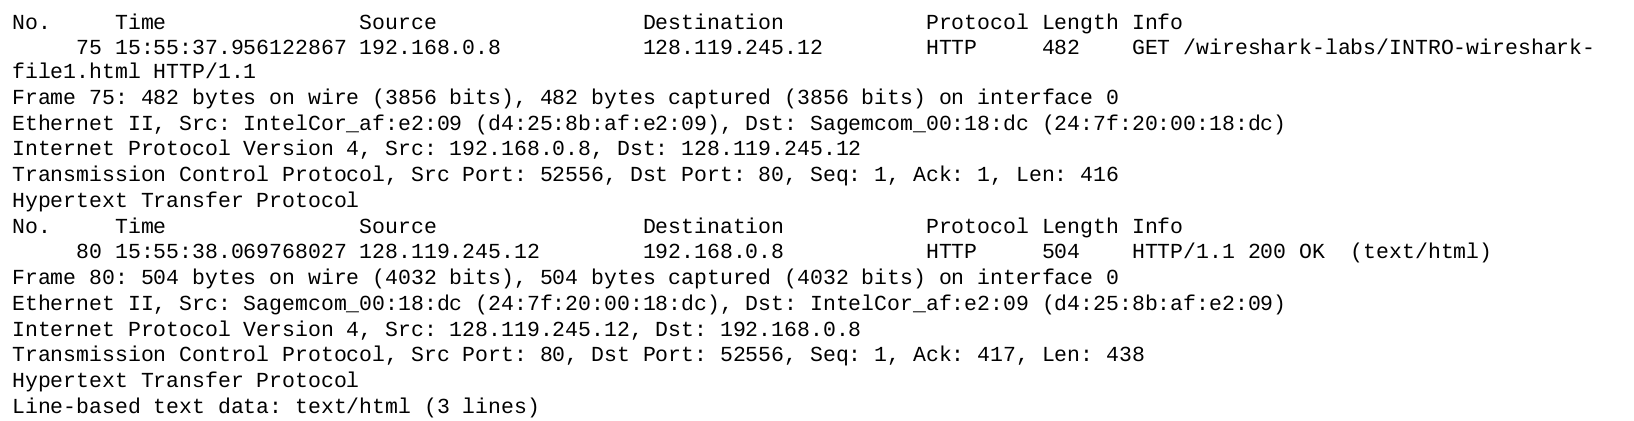 No.     Time               Source                Destination           Protocol Length Info
     75 15:55:37.956122867 192.168.0.8           128.119.245.12        HTTP     482    GET /wireshark-labs/INTRO-wireshark-
file1.html HTTP/1.1
Frame 75: 482 bytes on wire (3856 bits), 482 bytes captured (3856 bits) on interface 0
Ethernet II, Src: IntelCor_af:e2:09 (d4:25:8b:af:e2:09), Dst: Sagemcom_00:18:dc (24:7f:20:00:18:dc)
Internet Protocol Version 4, Src: 192.168.0.8, Dst: 128.119.245.12
Transmission Control Protocol, Src Port: 52556, Dst Port: 80, Seq: 1, Ack: 1, Len: 416
Hypertext Transfer Protocol
No.     Time               Source                Destination           Protocol Length Info
     80 15:55:38.069768027 128.119.245.12        192.168.0.8           HTTP     504    HTTP/1.1 200 OK  (text/html)
Frame 80: 504 bytes on wire (4032 bits), 504 bytes captured (4032 bits) on interface 0
Ethernet II, Src: Sagemcom_00:18:dc (24:7f:20:00:18:dc), Dst: IntelCor_af:e2:09 (d4:25:8b:af:e2:09)
Internet Protocol Version 4, Src: 128.119.245.12, Dst: 192.168.0.8
Transmission Control Protocol, Src Port: 80, Dst Port: 52556, Seq: 1, Ack: 417, Len: 438
Hypertext Transfer Protocol
Line-based text data: text/html (3 lines)